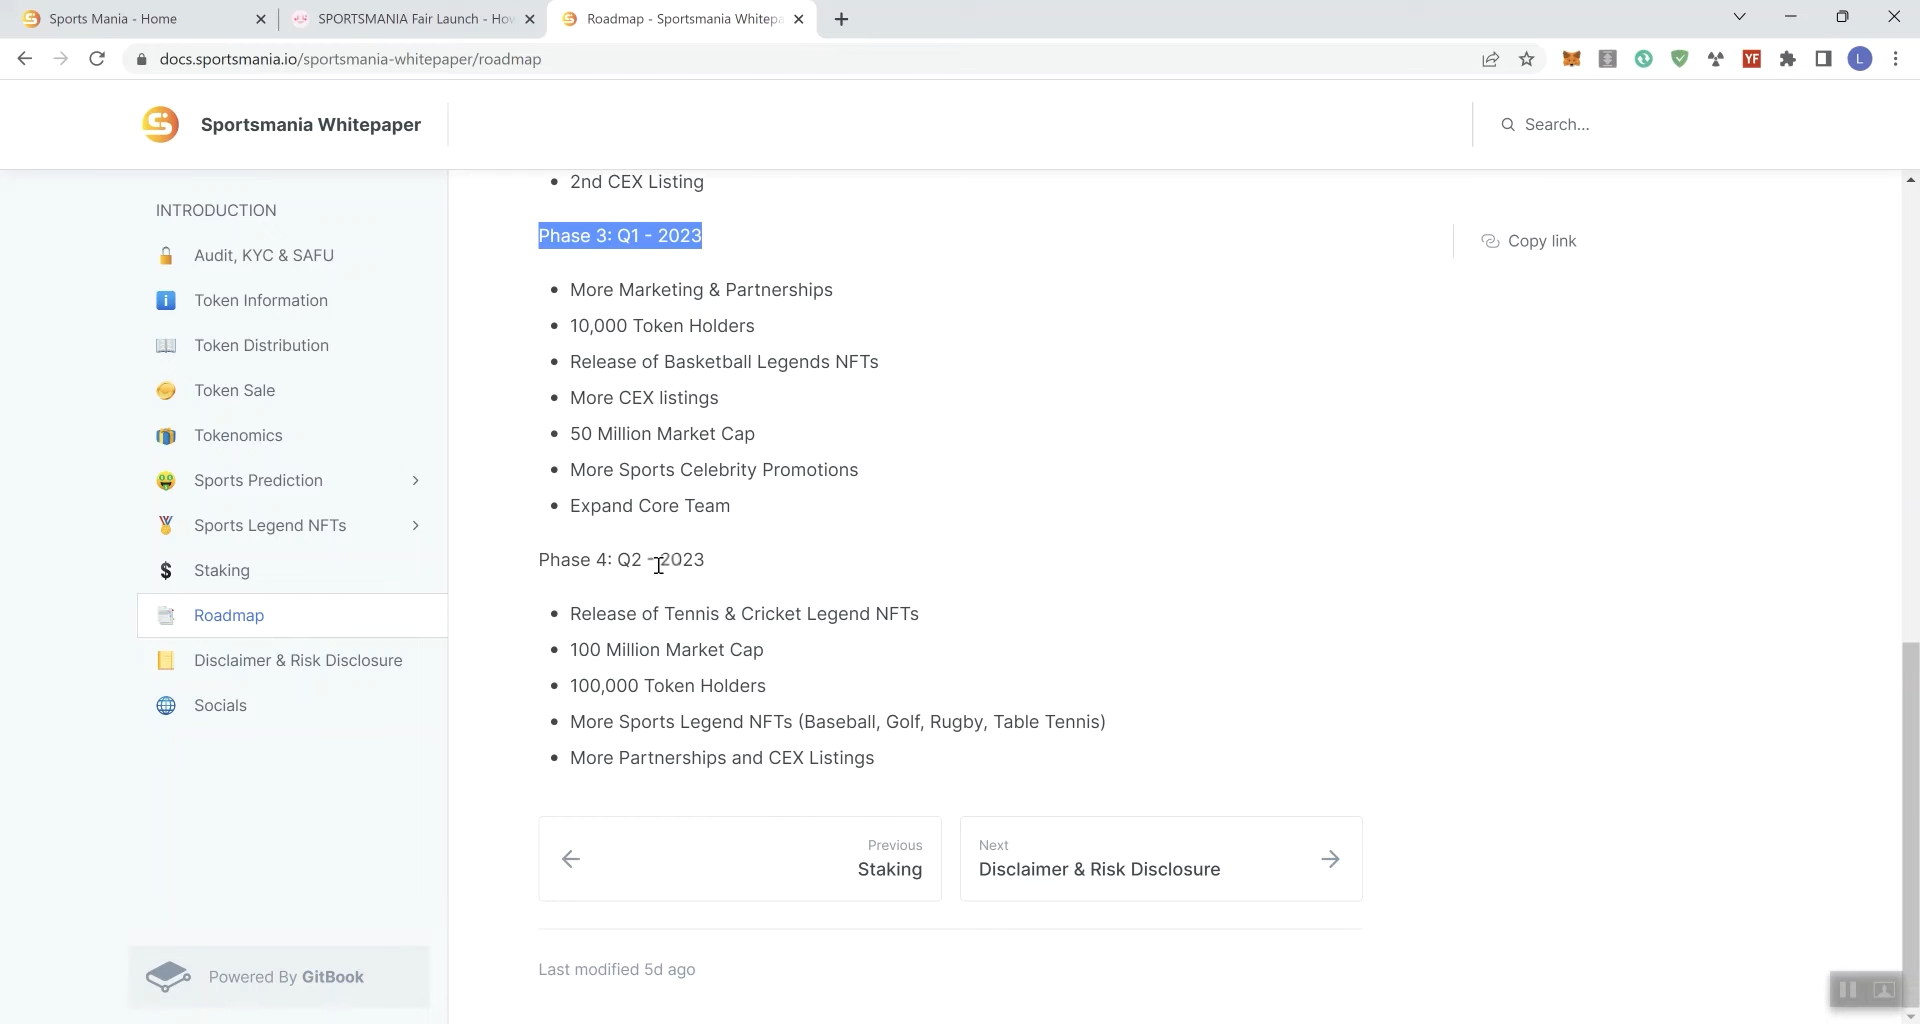 Sports Mania - Home
SPORTSMANIA Fair Launch - How
Roadmap - Sportsmania Whitepa
docs.sportsmania.io/sportsmania-whitepaper/roadmap
YF
L
Sportsmania Whitepaper
Search...
INTRODUCTION
Audit, KYC & SAFU
Token Information
Token Distribution
Token Sale
Tokenomics
Sports Prediction
Sports Legend NFTs
Staking
Roadmap
Disclaimer & Risk Disclosure
Socials
Powered By GitBook
2nd CEX Listing
Phase 3: Q1 - 2023
More Marketing & Partnerships
10,000 Token Holders
Release of Basketball Legends NFTs
More CEX listings
50 Million Market Cap
More Sports Celebrity Promotions
Expand Core Team
Phase 4: Q2 - 2023
Release of Tennis & Cricket Legend NFTs
100 Million Market Cap
100,000 Token Holders
More Sports Legend NFTs (Baseball, Golf, Rugby, Table Tennis)
More Partnerships and CEX Listings
Previous
Staking
Next
Disclaimer & Risk Disclosure
Last modified 5d ago
Copy link